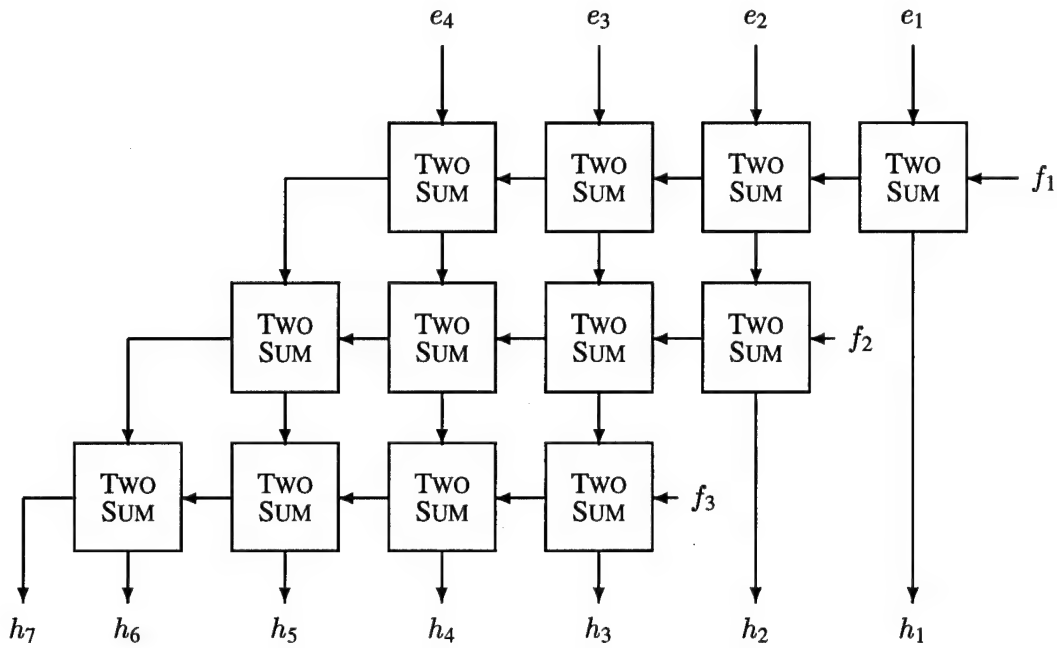 e₄ e₃ e₂ e₁
TWO SUM TWO SUM TWO SUM TWO SUM f₁
TWO SUM TWO SUM TWO SUM TWO SUM f₂
TWO SUM TWO SUM TWO SUM TWO SUM f₃
h₇ h₆ h₅ h₄ h₃ h₂ h₁